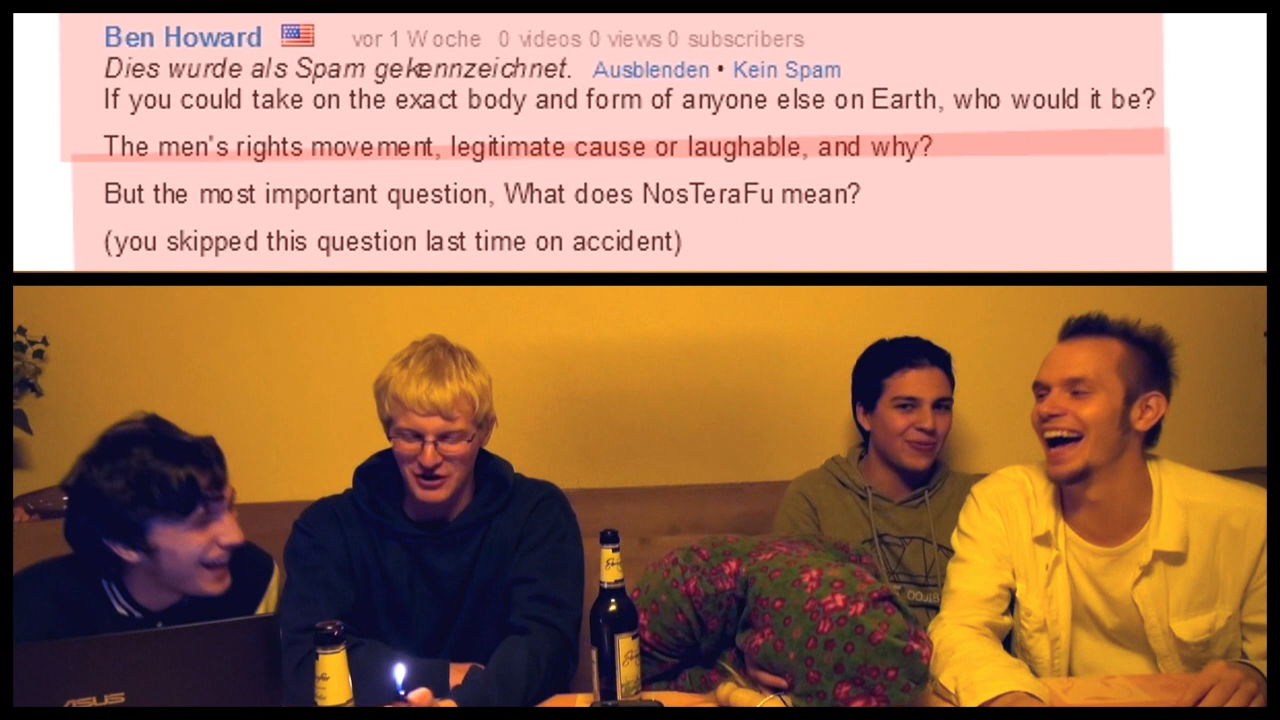 Ben Howard vor 1 Woche 0 videos 0 views 0 subscribers
Dies wurde als Spam gekennzeichnet. Ausblenden • Kein Spam
If you could take on the exact body and form of anyone else on Earth, who would it be?
The men's rights movement, legitimate cause or laughable, and why?
But the most important question, What does NosTeraFu mean?
(you skipped this question last time on accident)
ASUS